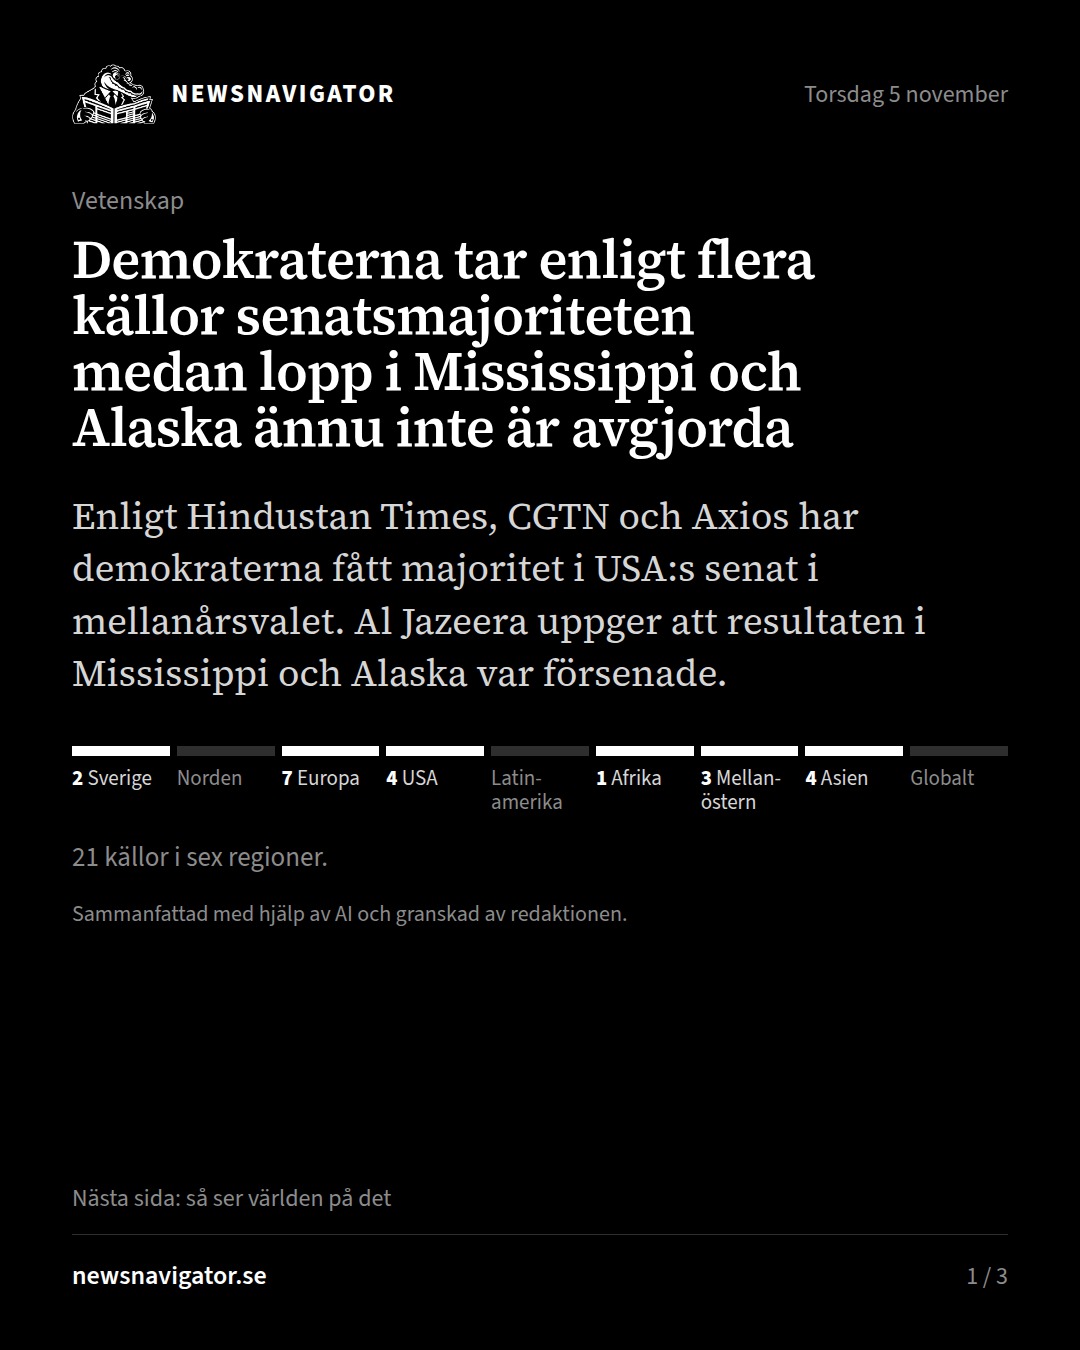 NEWSNAVIGATOR
Torsdag 5 november
Vetenskap
Demokraterna tar enligt flera
källor senatsmajoriteten
medan lopp i Mississippi och
Alaska ännu inte är avgjorda
Enligt Hindustan Times, CGTN och Axios har
demokraterna fått majoritet i USA:s senat i
mellanårsvalet. Al Jazeera uppger att resultaten i
Mississippi och Alaska var försenade.
2 Sverige
Norden
7 Europa
4 USA
Latin-
amerika
1 Afrika
3 Mellan-
östern
4 Asien
Globalt
21 källor i sex regioner.
Sammanfattad med hjälp av AI och granskad av redaktionen.
Nästa sida: så ser världen på det
newsnavigator.se
1 / 3